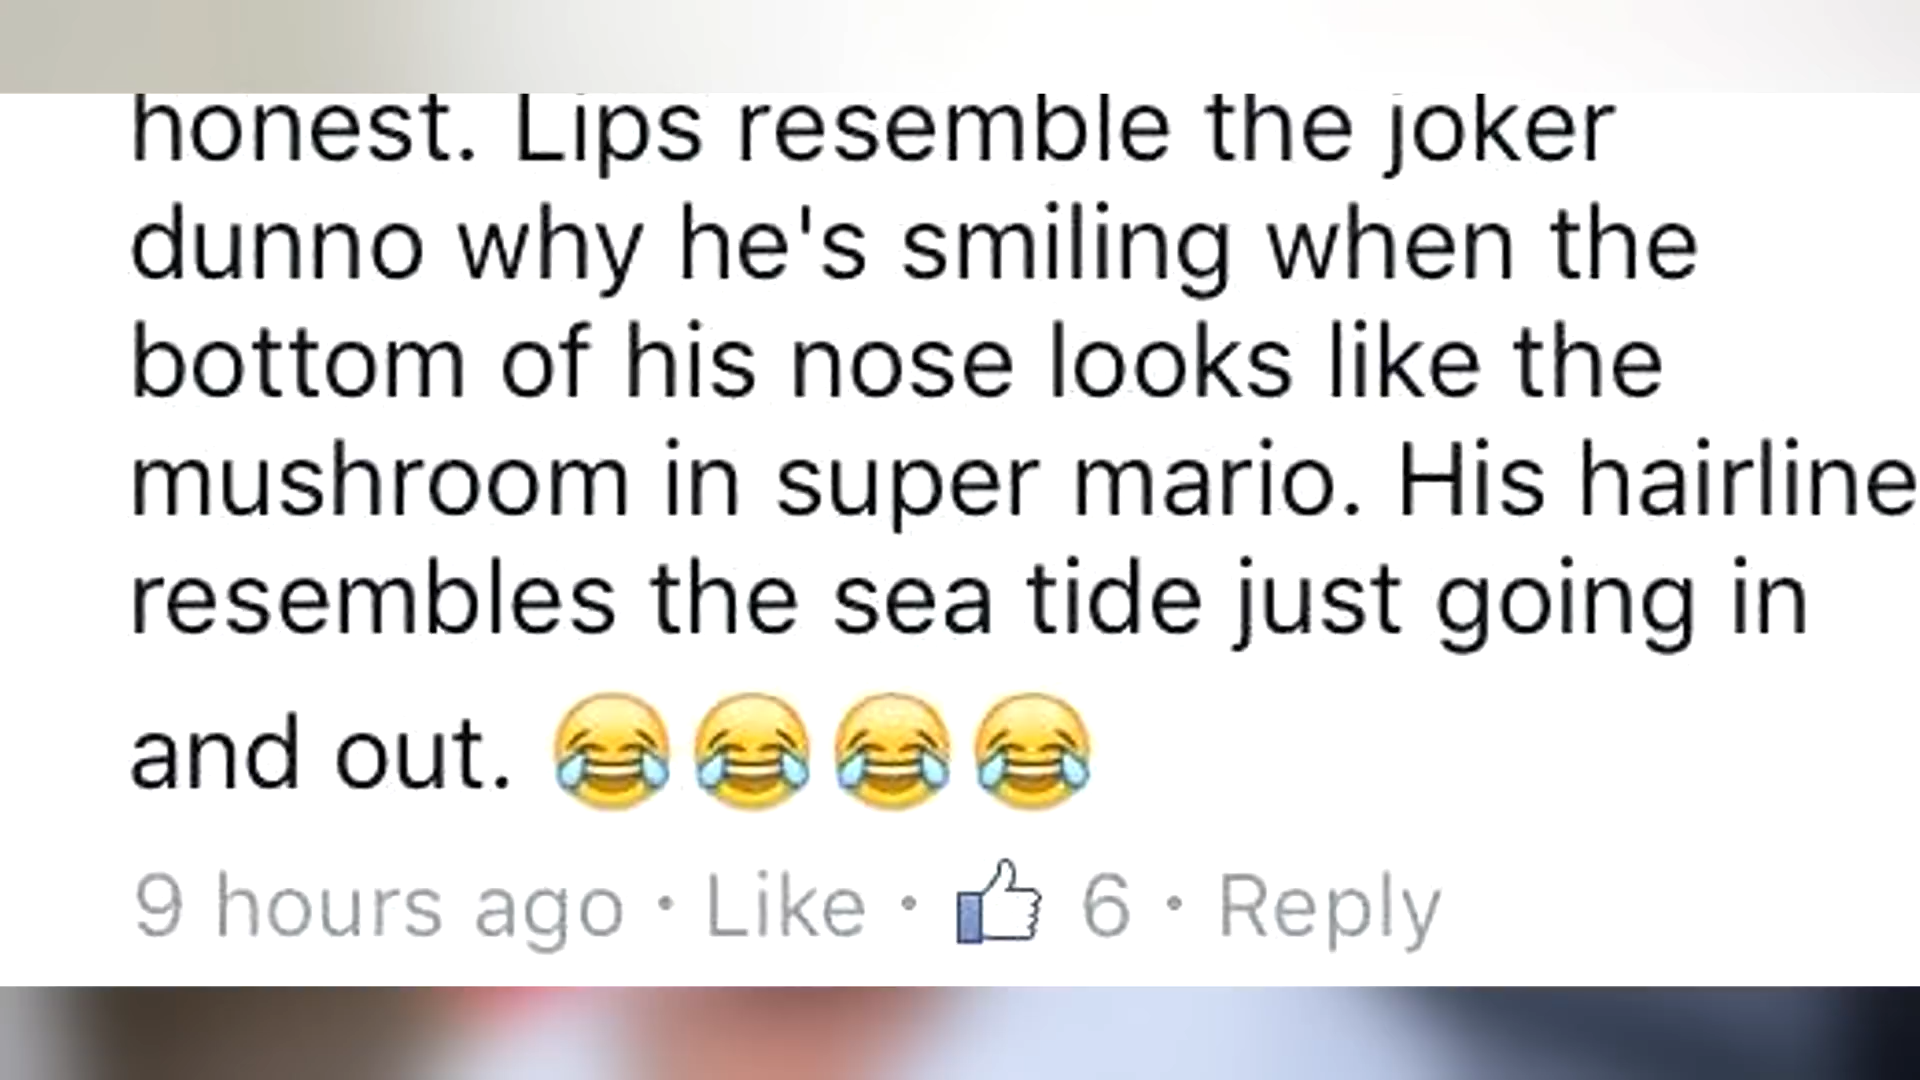 honest. Lips resemble the joker
dunno why he's smiling when the
bottom of his nose looks like the
mushroom in super mario. His hairline
resembles the sea tide just going in
and out. 😂😂😂😂
9 hours ago · Like · 👍 6 · Reply